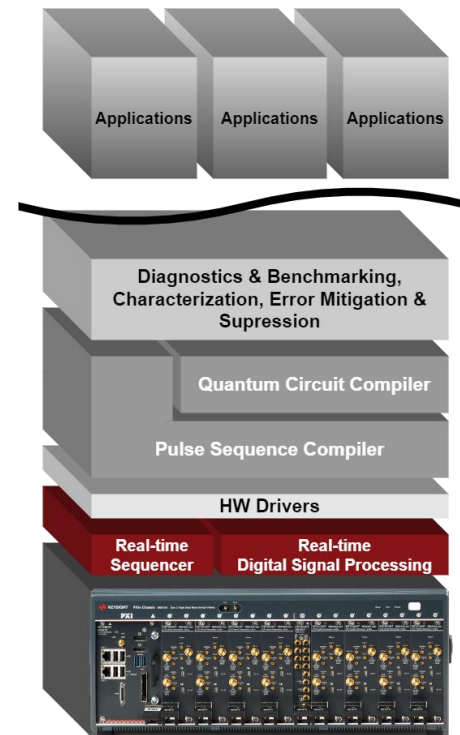 Applications
Applications
Applications
Diagnostics & Benchmarking,
Characterization, Error Mitigation &
Supression
Quantum Circuit Compiler
Pulse Sequence Compiler
HW Drivers
Real-time
Sequencer
Real-time
Digital Signal Processing
KEYSIGHT
PXI